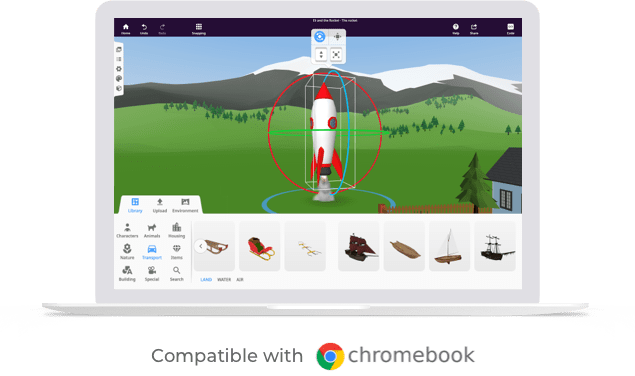 El and the Rocket - The rocket
Home Undo Redo Snapping Help Share Code
Library Upload Environment
Characters Animals Housing
Nature Transport Items
Building Special Search
LAND WATER AIR
Compatible with chromebook